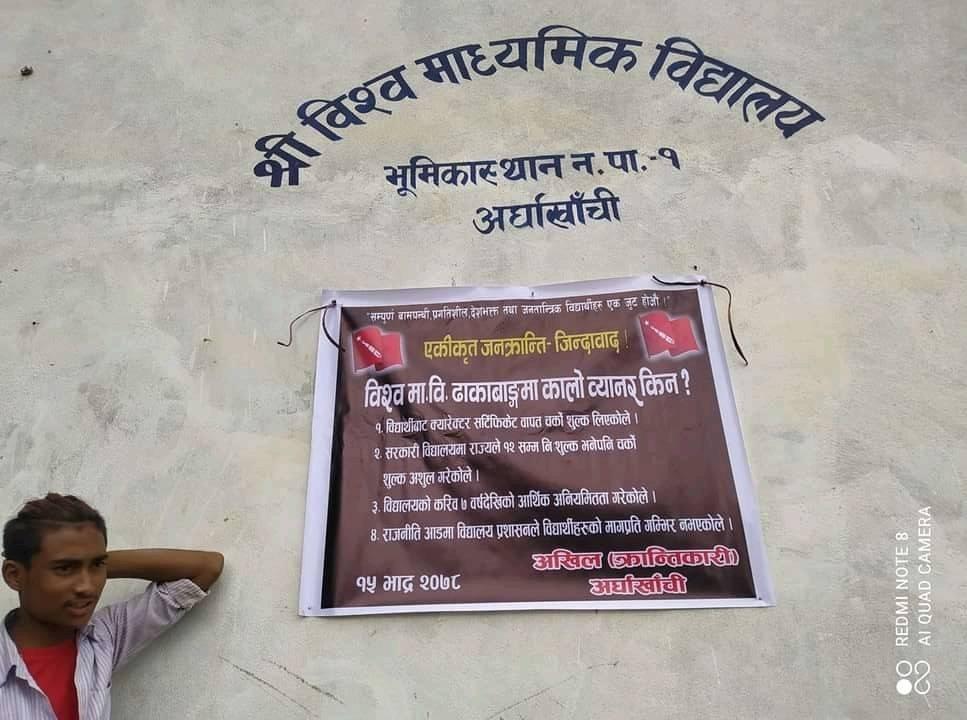 श्री विश्व माध्यमिक विद्यालय
भूमिकास्थान न.पा.-१
अर्घाखाँची
"सम्पुर्ण बामपन्थी,प्रगतिशील,देशभक्त तथा जनतान्त्रिक विद्यार्थीहरु एक जुट होऔ !"
एकीकृत जनक्रान्ति- जिन्दावाद !
विश्व मा.वि. ढाकाबाङ्गमा कालो व्यानर किन ?
१. विद्यार्थीबाट क्यारेक्टर सर्टिफिकेट वापत चर्को शुल्क लिएकोले ।
२. सरकारी विद्यालयमा राज्यले १२ सम्म नि शुल्क भनेपनि चर्को
शुल्क अशुल गरेकोले ।
३. विद्यालयको करिव ७ वर्षदेखिको आर्थिक अनियमितता गरेकोले ।
४. राजनीति आडमा विद्यालय प्रशासनले विद्यार्थीहरुको मागप्रति गम्भिर नभएकोले ।
अखिल (क्रान्तिकारी)
अर्घाखाँची
१५ भाद्र २०७८
REDMI NOTE 8
AI QUAD CAMERA